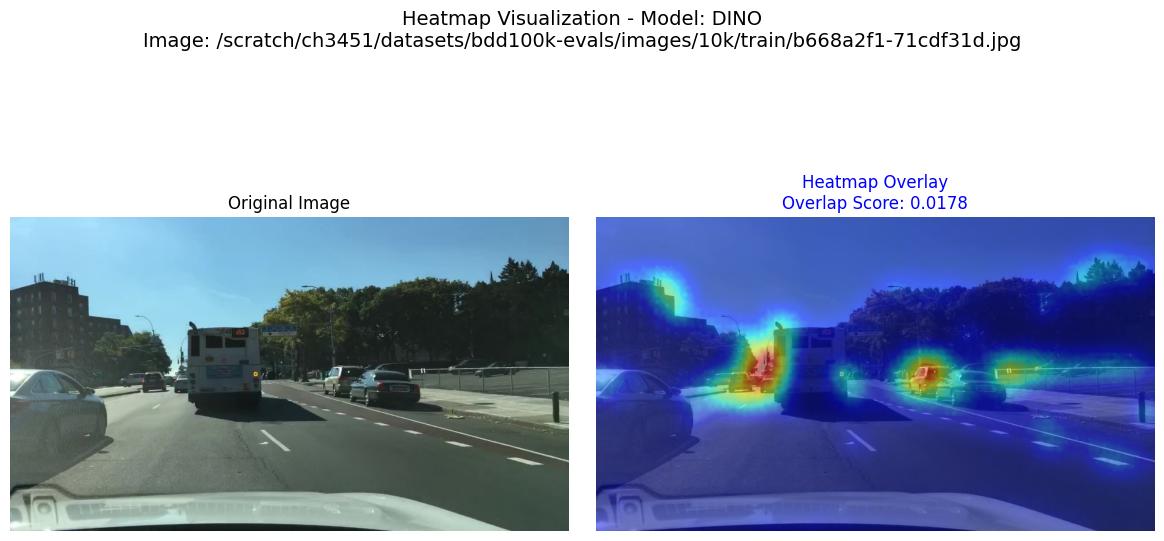 Heatmap Visualization - Model: DINO
Image: /scratch/ch3451/datasets/bdd100k-evals/images/10k/train/b668a2f1-71cdf31d.jpg
Original Image
Heatmap Overlay
Overlap Score: 0.0178